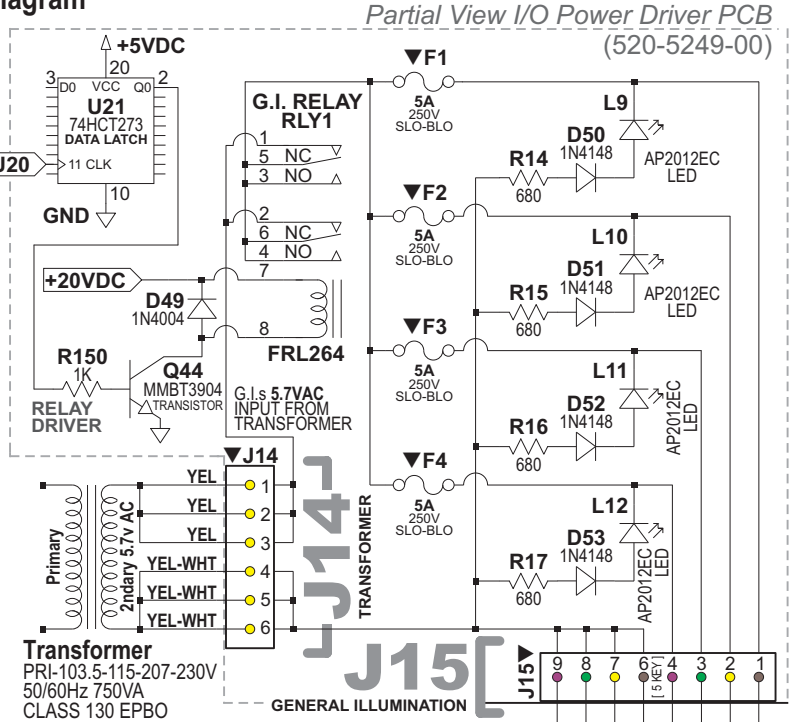 agram
Partial View I/O Power Driver PCB
(520-5249-00)
+5VDC
20
3
D0
VCC
Q0
2
U21
74HCT273
DATA LATCH
J20
11 CLK
10
GND
G.I. RELAY
RLY1
1
5 NC
3 NO
2
6 NC
4 NO
7
8
FRL264
+20VDC
D49
1N4004
R150
1K
Q44
MMBT3904
TRANSISTOR
RELAY
DRIVER
G.I.s 5.7VAC
INPUT FROM
TRANSFORMER
▼F1
5A
250V
SLO-BLO
L9
D50
1N4148
R14
680
AP2012EC
LED
▼F2
5A
250V
SLO-BLO
L10
D51
1N4148
R15
680
AP2012EC
LED
▼F3
5A
250V
SLO-BLO
L11
D52
1N4148
R16
680
AP2012EC
LED
▼F4
5A
250V
SLO-BLO
L12
D53
1N4148
R17
680
AP2012EC
LED
▼J14
YEL 1
YEL 2
YEL 3
YEL-WHT 4
YEL-WHT 5
YEL-WHT 6
J14
TRANSFORMER
Primary
2ndary 5.7v AC
Transformer
PRI-103.5-115-207-230V
50/60Hz 750VA
CLASS 130 EPBO
J15
GENERAL ILLUMINATION
J15▼
9 8 7 6 [5 KEY] 4 3 2 1